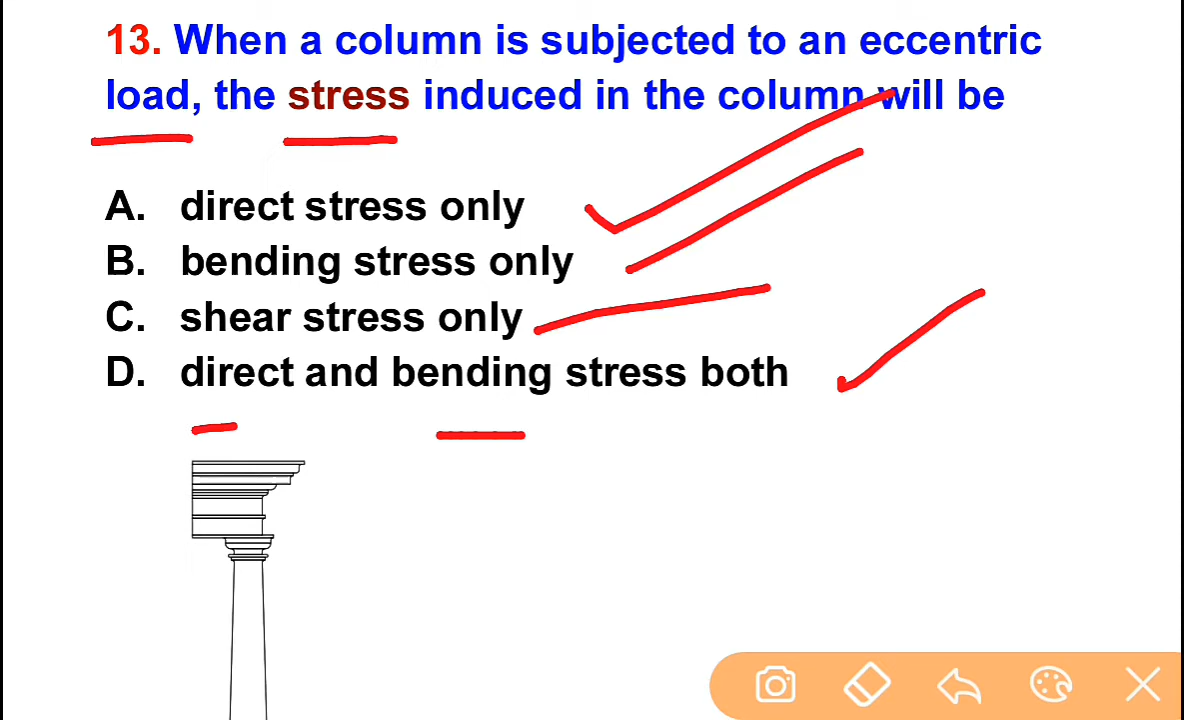 13. When a column is subjected to an eccentric
load, the stress induced in the column will be
A. direct stress only
B. bending stress only
C. shear stress only
D. direct and bending stress both